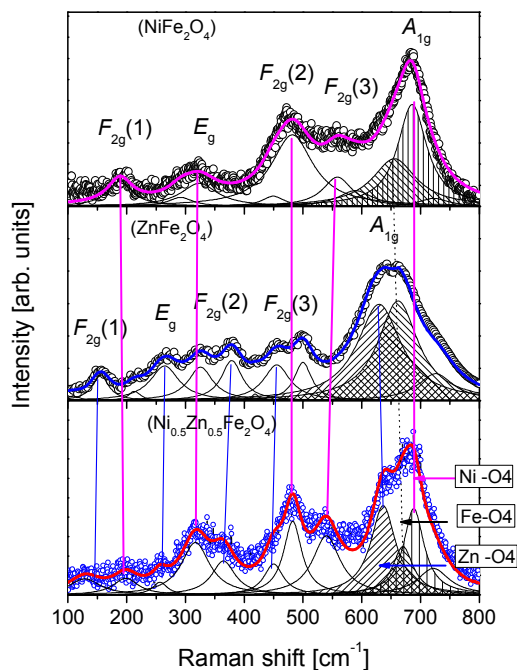 (NiFe2O4)
A1g
F2g(2)
F2g(3)
F2g(1)
Eg
(ZnFe2O4)
A1g
F2g(2)
F2g(3)
Eg
F2g(1)
(Ni0.5Zn0.5Fe2O4)
Ni -O4
Fe-O4
Zn -O4
Intensity [arb. units]
100 200 300 400 500 600 700 800
Raman shift [cm-1]